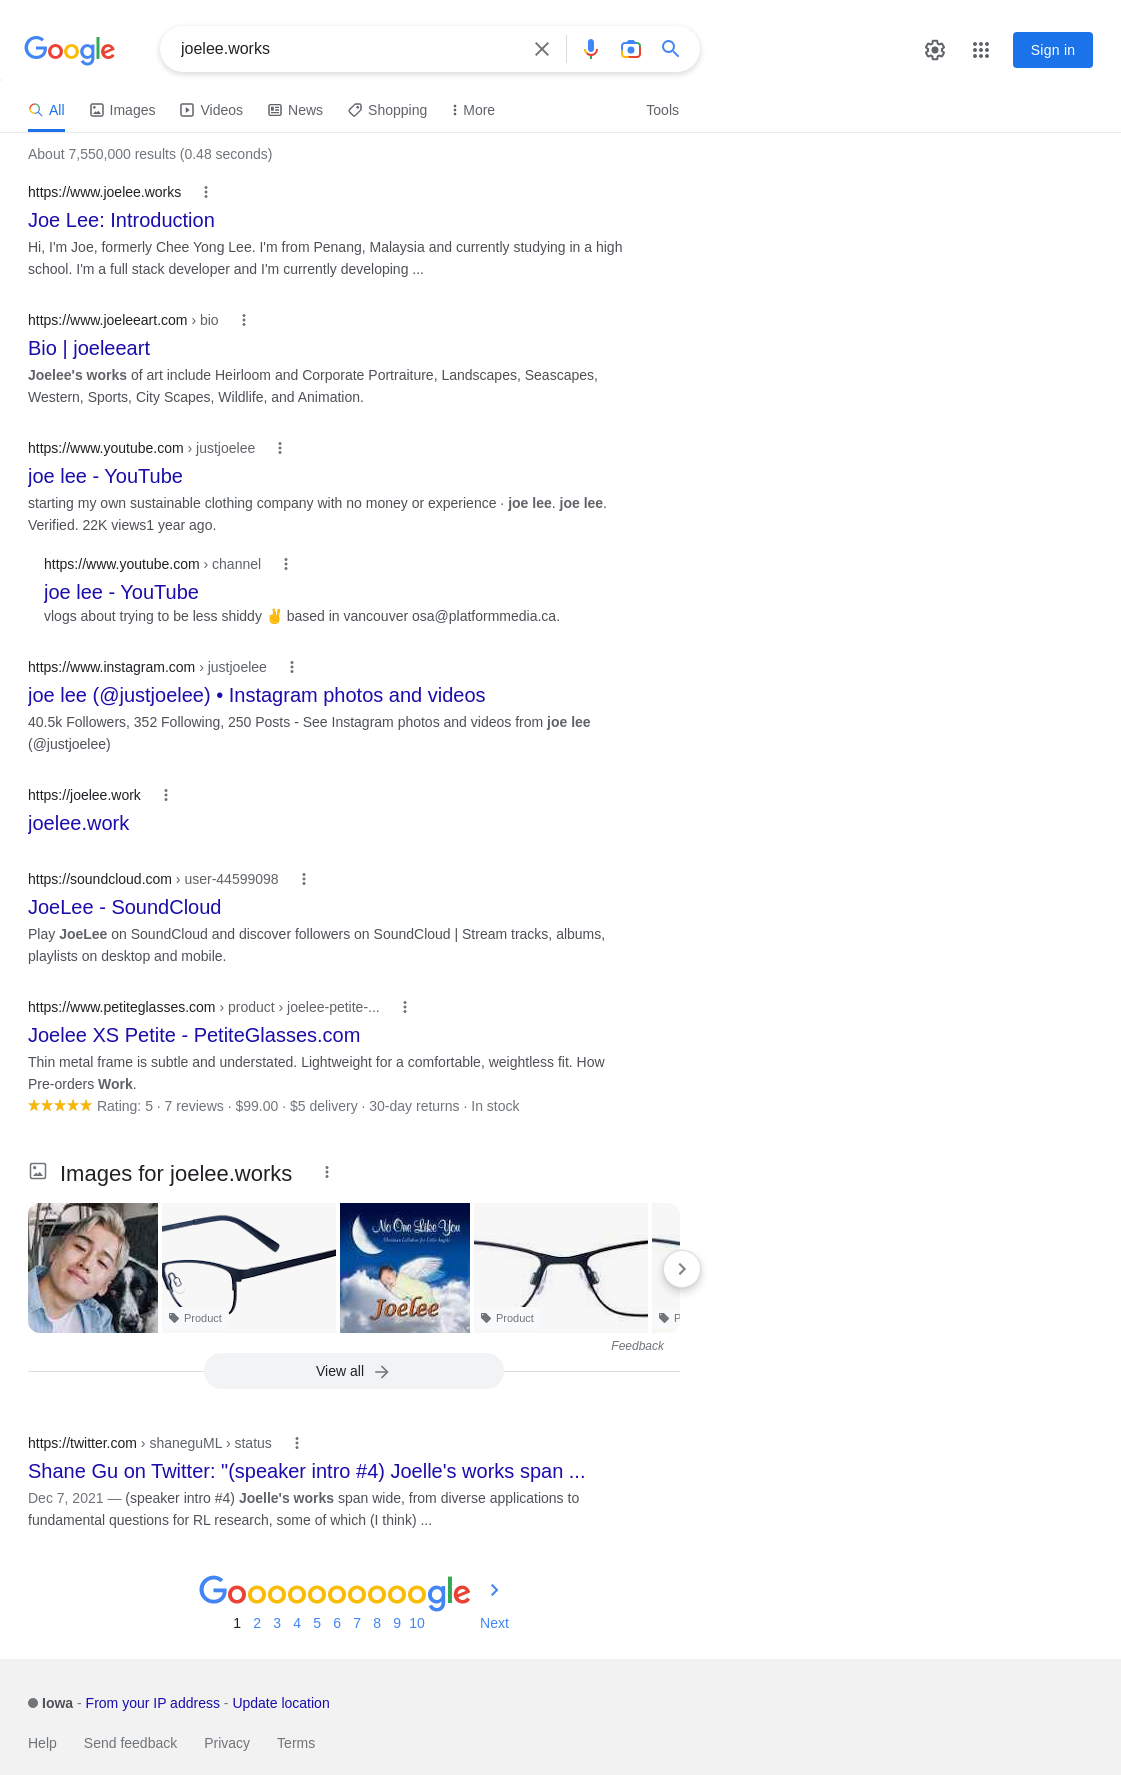 Google
joelee.works
Sign in
All
Images
Videos
News
Shopping
More
Tools
About 7,550,000 results (0.48 seconds)
https://www.joelee.works
Joe Lee: Introduction
Hi, I'm Joe, formerly Chee Yong Lee. I'm from Penang, Malaysia and currently studying in a high
school. I'm a full stack developer and I'm currently developing ...
https://www.joeleeart.com › bio
Bio | joeleeart
Joelee's works of art include Heirloom and Corporate Portraiture, Landscapes, Seascapes,
Western, Sports, City Scapes, Wildlife, and Animation.
https://www.youtube.com › justjoelee
joe lee - YouTube
starting my own sustainable clothing company with no money or experience · joe lee. joe lee.
Verified. 22K views1 year ago.
https://www.youtube.com › channel
joe lee - YouTube
vlogs about trying to be less shiddy ✌ based in vancouver osa@platformmedia.ca.
https://www.instagram.com › justjoelee
joe lee (@justjoelee) • Instagram photos and videos
40.5k Followers, 352 Following, 250 Posts - See Instagram photos and videos from joe lee
(@justjoelee)
https://joelee.work
joelee.work
https://soundcloud.com › user-44599098
JoeLee - SoundCloud
Play JoeLee on SoundCloud and discover followers on SoundCloud | Stream tracks, albums,
playlists on desktop and mobile.
https://www.petiteglasses.com › product › joelee-petite-...
Joelee XS Petite - PetiteGlasses.com
Thin metal frame is subtle and understated. Lightweight for a comfortable, weightless fit. How
Pre-orders Work.
★★★★★ Rating: 5 · 7 reviews · $99.00 · $5 delivery · 30-day returns · In stock
Images for joelee.works
No One Like You
Christian Lullabies for Little Angels
Joelee
Product
Product
P
Feedback
View all
https://twitter.com › shaneguML › status
Shane Gu on Twitter: "(speaker intro #4) Joelle's works span ...
Dec 7, 2021 — (speaker intro #4) Joelle's works span wide, from diverse applications to
fundamental questions for RL research, some of which (I think) ...
Goooooooooogle
1 2 3 4 5 6 7 8 9 10 Next
Iowa - From your IP address - Update location
Help
Send feedback
Privacy
Terms